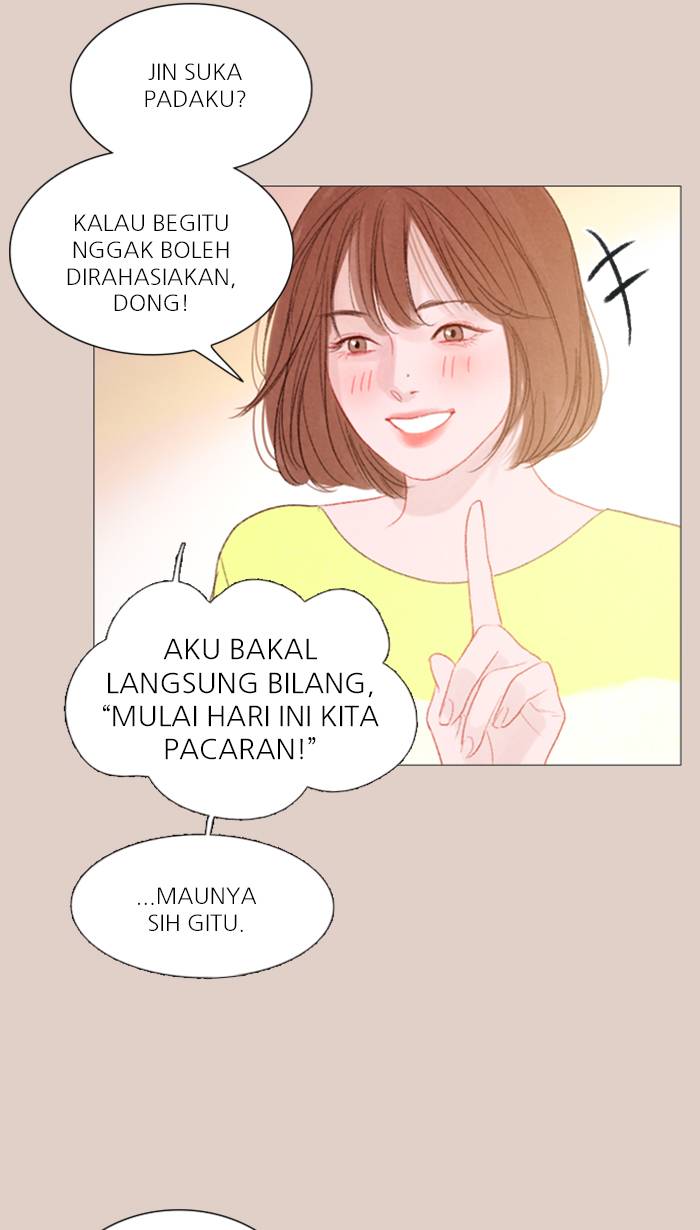 JIN SUKA
PADAKU?
KALAU BEGITU
NGGAK BOLEH
DIRAHASIAKAN,
DONG!
AKU BAKAL
LANGSUNG BILANG,
“MULAI HARI INI KITA
PACARAN!”
...MAUNYA
SIH GITU.